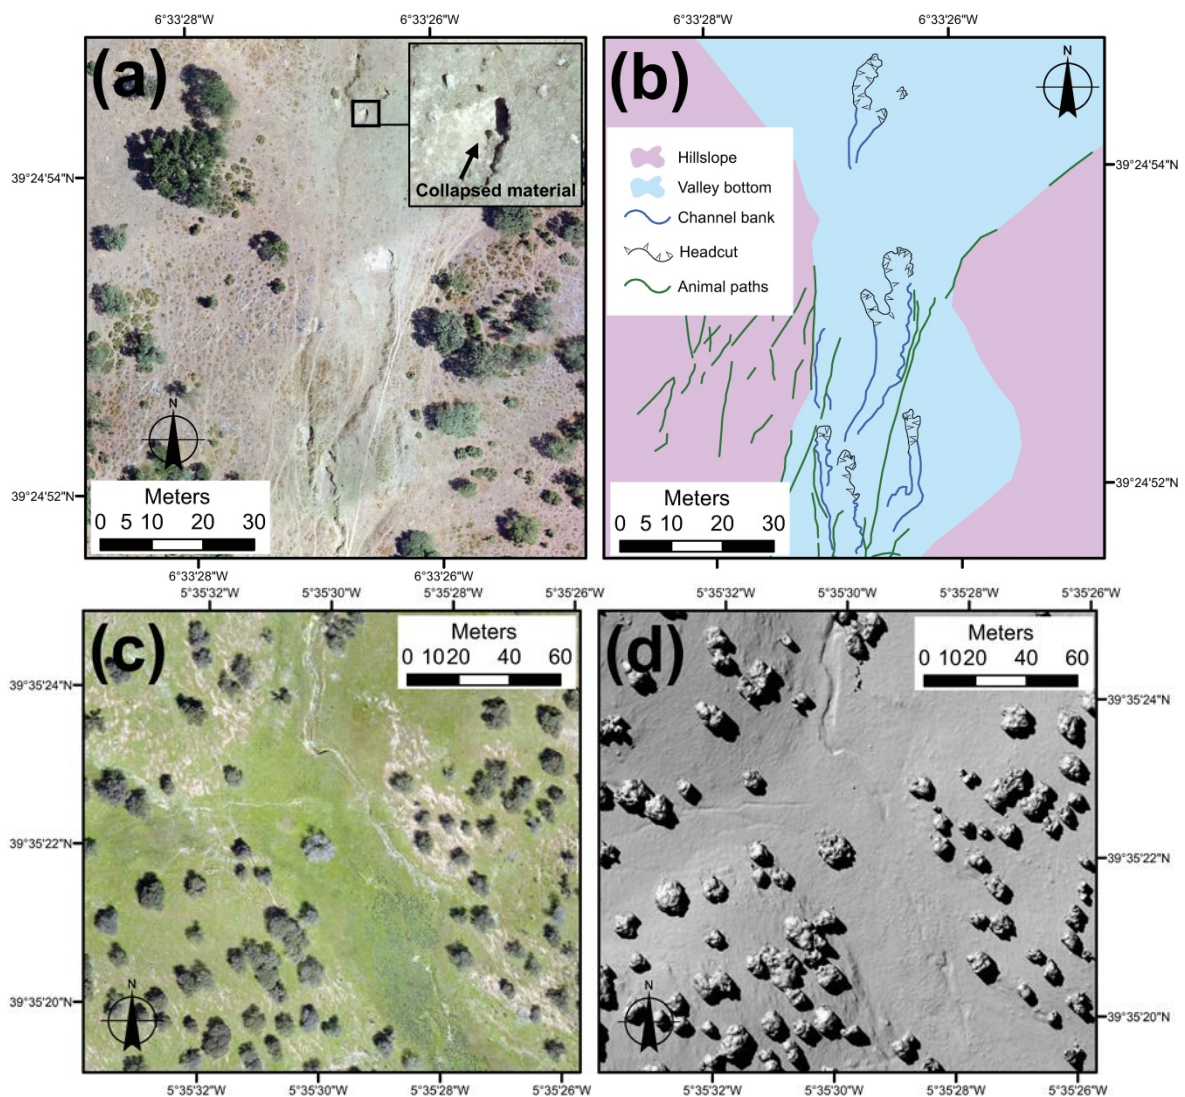 6°33'28"W 6°33'26"W
6°33'28"W 6°33'26"W
(a)
Collapsed material
39°24'54"N
39°24'52"N
N
Meters
0 5 10 20 30
6°33'28"W 6°33'26"W
(b)
N
Hillslope
Valley bottom
Channel bank
Headcut
Animal paths
39°24'54"N
39°24'52"N
Meters
0 5 10 20 30
6°33'28"W 6°33'26"W
5°35'32"W 5°35'30"W 5°35'28"W 5°35'26"W
(c)
Meters
0 10 20 40 60
39°35'24"N
39°35'22"N
39°35'20"N
N
5°35'32"W 5°35'30"W 5°35'28"W 5°35'26"W
5°35'32"W 5°35'30"W 5°35'28"W 5°35'26"W
(d)
Meters
0 10 20 40 60
39°35'24"N
39°35'22"N
39°35'20"N
N
5°35'32"W 5°35'30"W 5°35'28"W 5°35'26"W